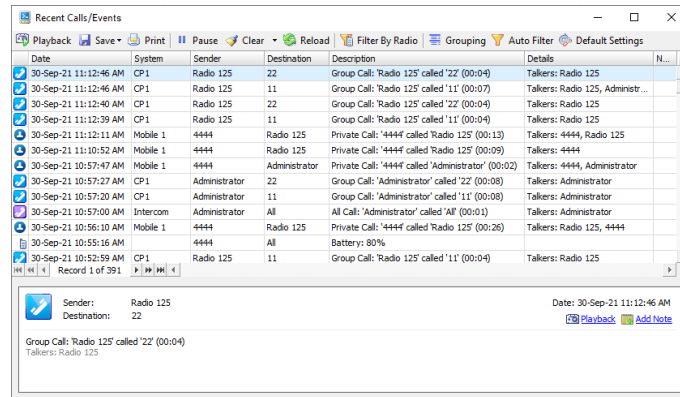 Recent Calls/Events
Playback Save Print Pause Clear Reload Filter By Radio Grouping Auto Filter Default Settings
Date System Sender Destination Description Details N...
30-Sep-21 11:12:46 AM CP1 Radio 125 22 Group Call: 'Radio 125' called '22' (00:04) Talkers: Radio 125
30-Sep-21 11:12:46 AM CP1 Radio 125 11 Group Call: 'Radio 125' called '11' (00:07) Talkers: Radio 125, Administr...
30-Sep-21 11:12:40 AM CP1 Radio 125 22 Group Call: 'Radio 125' called '22' (00:04) Talkers: Radio 125
30-Sep-21 11:12:39 AM CP1 Radio 125 11 Group Call: 'Radio 125' called '11' (00:04) Talkers: Radio 125
30-Sep-21 11:12:11 AM Mobile 1 4444 Radio 125 Private Call: '4444' called 'Radio 125' (00:13) Talkers: 4444, Radio 125
30-Sep-21 11:10:52 AM Mobile 1 4444 Radio 125 Private Call: '4444' called 'Radio 125' (00:09) Talkers: 4444
30-Sep-21 10:57:47 AM Mobile 1 4444 Administrator Private Call: '4444' called 'Administrator' (00:02) Talkers: 4444, Administrator
30-Sep-21 10:57:27 AM CP1 Administrator 22 Group Call: 'Administrator' called '22' (00:08) Talkers: Administrator
30-Sep-21 10:57:20 AM CP1 Administrator 11 Group Call: 'Administrator' called '11' (00:08) Talkers: Administrator
30-Sep-21 10:57:00 AM Intercom Administrator All All Call: 'Administrator' called 'All' (00:01) Talkers: Administrator
30-Sep-21 10:56:10 AM Mobile 1 4444 Radio 125 Private Call: '4444' called 'Radio 125' (00:26) Talkers: Radio 125, 4444
30-Sep-21 10:55:16 AM 4444 All Battery: 80%
30-Sep-21 10:52:59 AM CP1 Radio 125 11 Group Call: 'Radio 125' called '11' (00:04) Talkers: Radio 125
Record 1 of 391
Sender: Radio 125 Date: 30-Sep-21 11:12:46 AM
Destination: 22 Playback Add Note
Group Call: 'Radio 125' called '22' (00:04)
Talkers: Radio 125